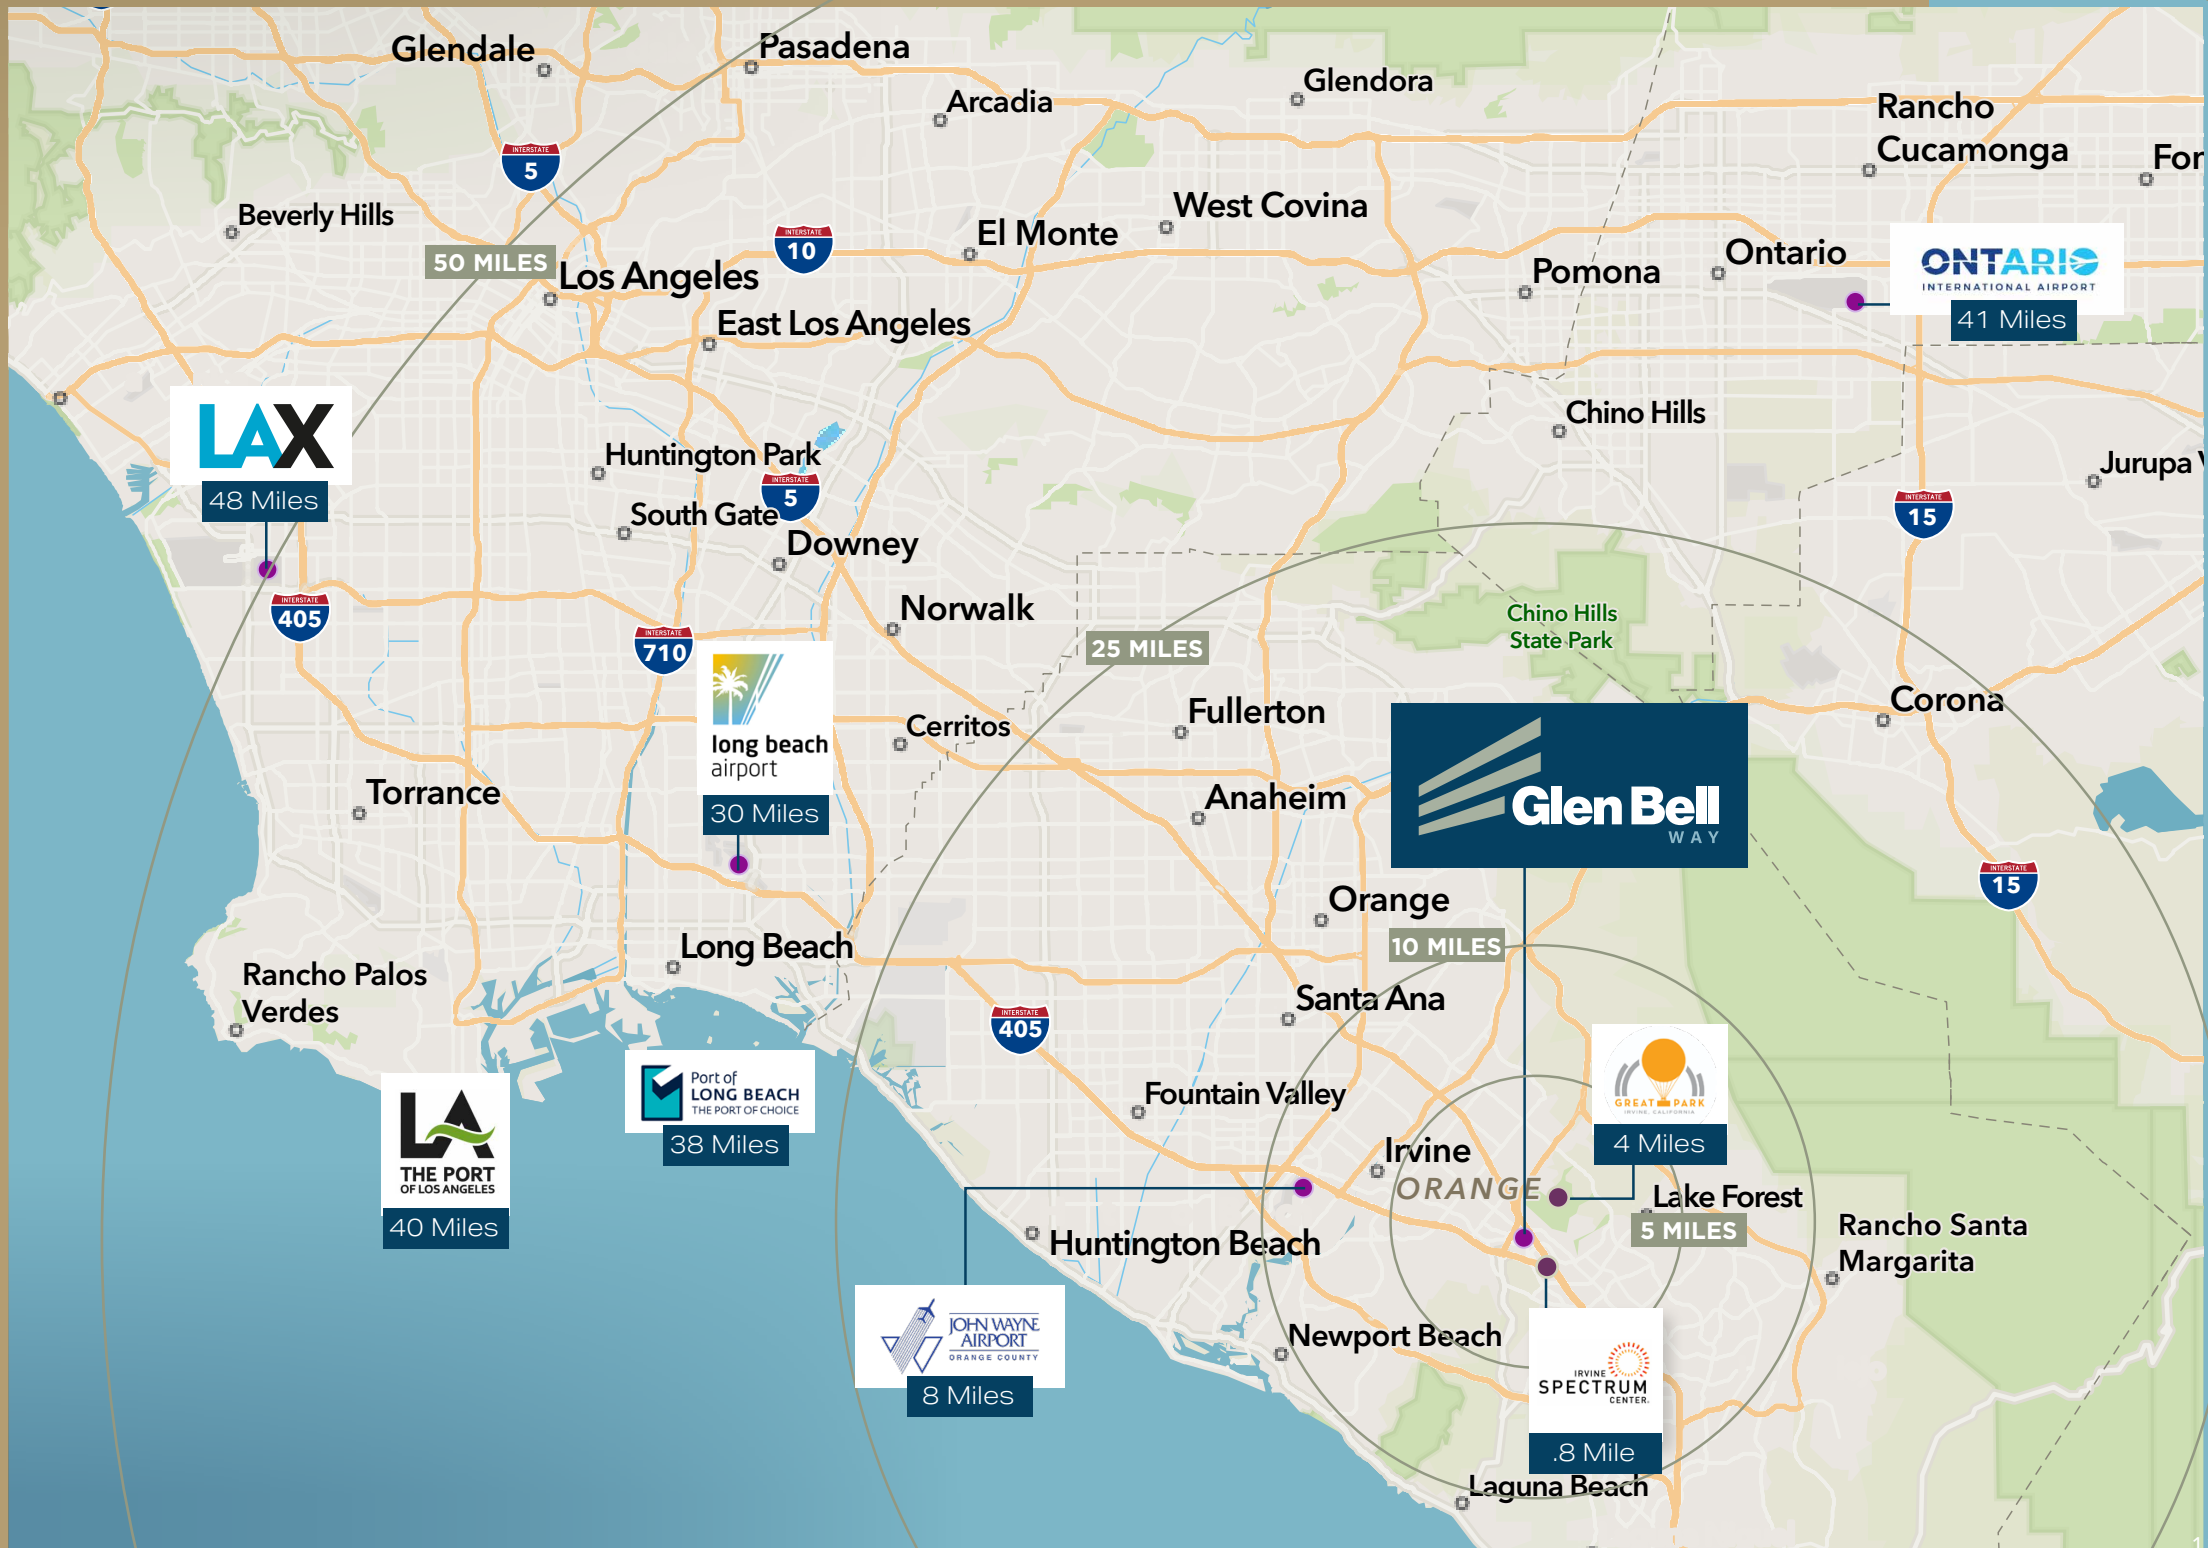 Glendale
Pasadena
Arcadia
Glendora
Rancho
Cucamonga
For
INTERSTATE
5
Beverly Hills
50 MILES
Los Angeles
INTERSTATE
10
El Monte
West Covina
Pomona
Ontario
ONTARIO
INTERNATIONAL AIRPORT
41 Miles
East Los Angeles
LAX
48 Miles
Chino Hills
Huntington Park
INTERSTATE
5
South Gate
Downey
Jurupa V
INTERSTATE
15
INTERSTATE
405
Norwalk
INTERSTATE
710
25 MILES
Chino Hills
State Park
long beach
airport
30 Miles
Cerritos
Fullerton
Corona
Torrance
Anaheim
Glen Bell
WAY
INTERSTATE
15
Orange
10 MILES
Long Beach
Rancho Palos
Verdes
Santa Ana
INTERSTATE
405
GREAT PARK
IRVINE, CALIFORNIA
4 Miles
Port of
LONG BEACH
THE PORT OF CHOICE
38 Miles
LA
THE PORT
OF LOS ANGELES
40 Miles
Fountain Valley
Irvine
ORANGE
Lake Forest
5 MILES
Rancho Santa
Margarita
Huntington Beach
JOHN WAYNE
AIRPORT
ORANGE COUNTY
8 Miles
Newport Beach
IRVINE
SPECTRUM
CENTER.
.8 Mile
Laguna Beach
1